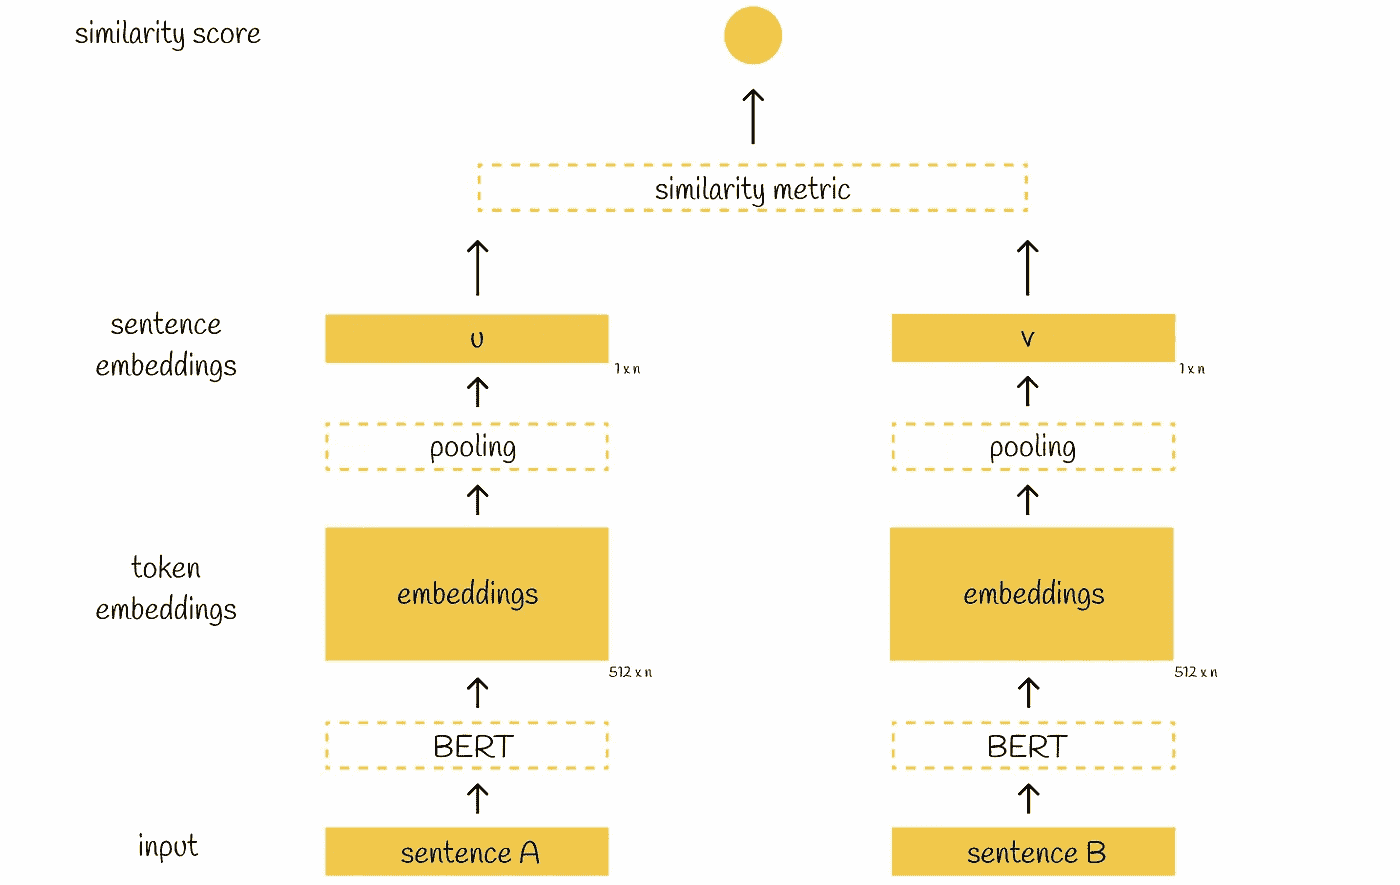 similarity score
similarity metric
sentence
embeddings
u
1 x n
v
1 x n
pooling
pooling
token
embeddings
embeddings
512 x n
embeddings
512 x n
BERT
BERT
input
sentence A
sentence B